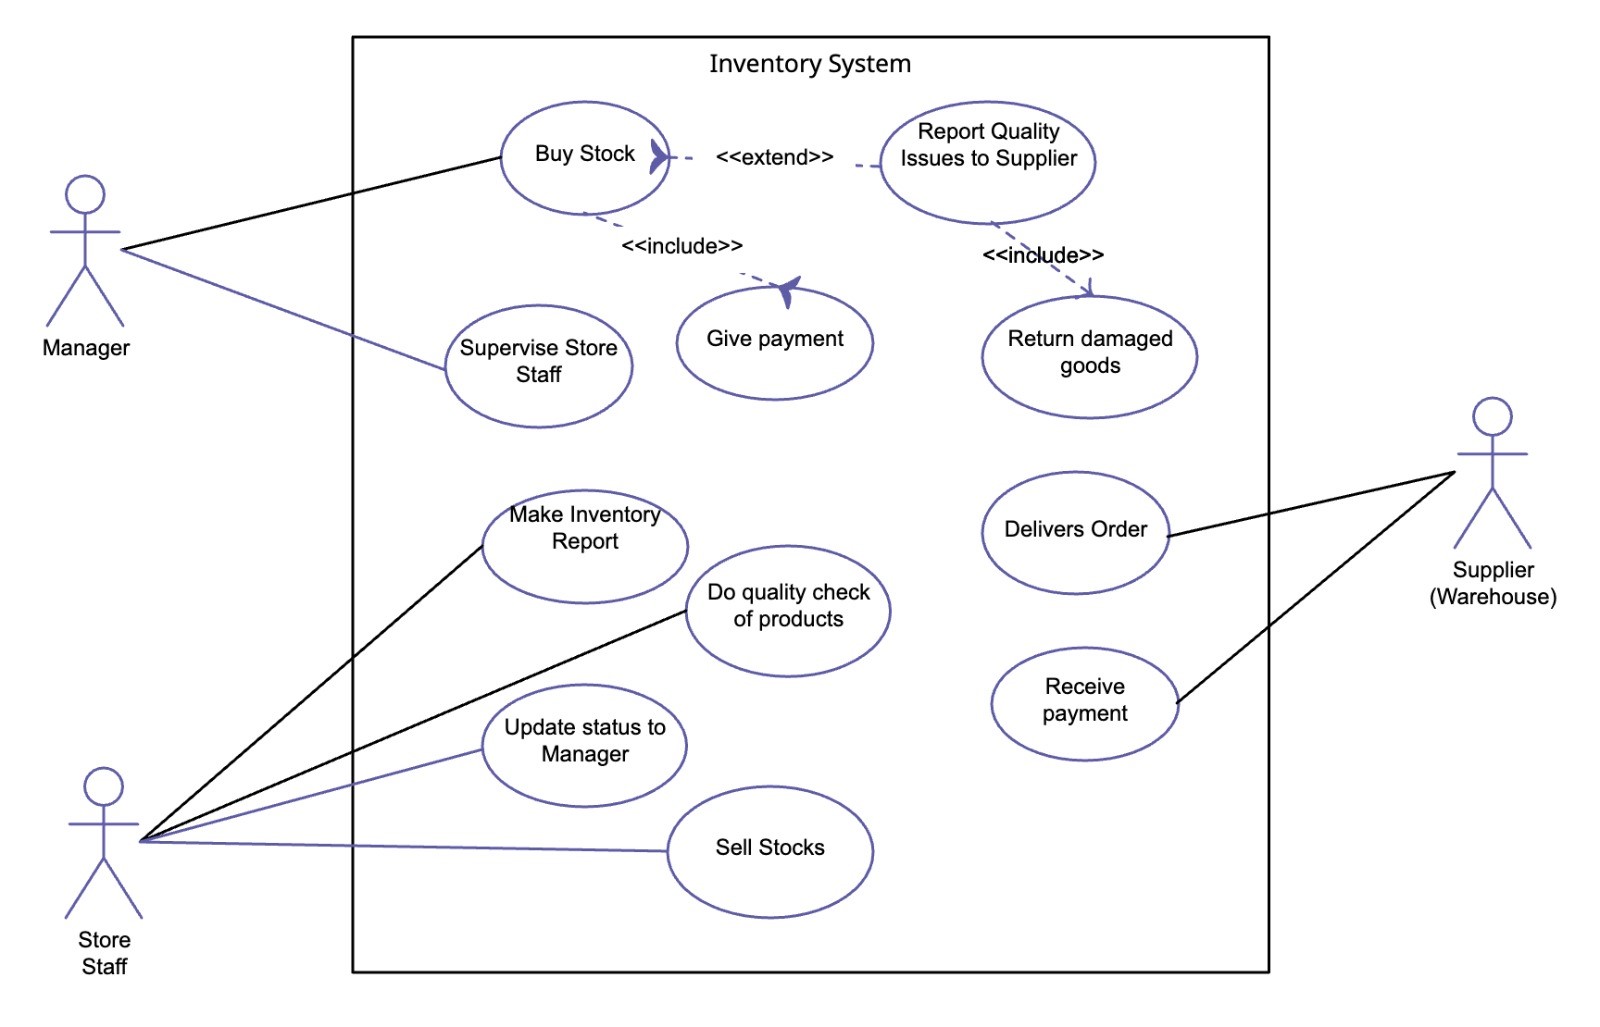 Inventory System
Buy Stock
<<extend>>
Report Quality
Issues to Supplier
<<include>>
<<include>>
Manager
Supervise Store
Staff
Give payment
Return damaged
goods
Make Inventory
Report
Delivers Order
Supplier
(Warehouse)
Do quality check
of products
Receive
payment
Update status to
Manager
Sell Stocks
Store
Staff